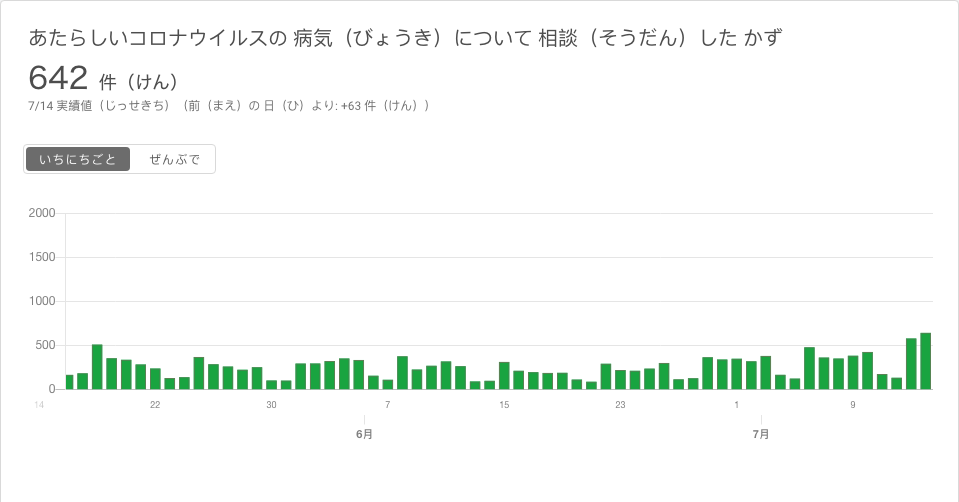 あたらしいコロナウイルスの 病気（びょうき）について 相談（そうだん）した かず
642 件（けん）
7/14 実績値（じっせきち）（前（まえ）の 日（ひ）より: +63 件（けん））
いちにちごと ぜんぶで
2000
1500
1000
500
0
14 22 30 7 15 23 1 9
6月 7月